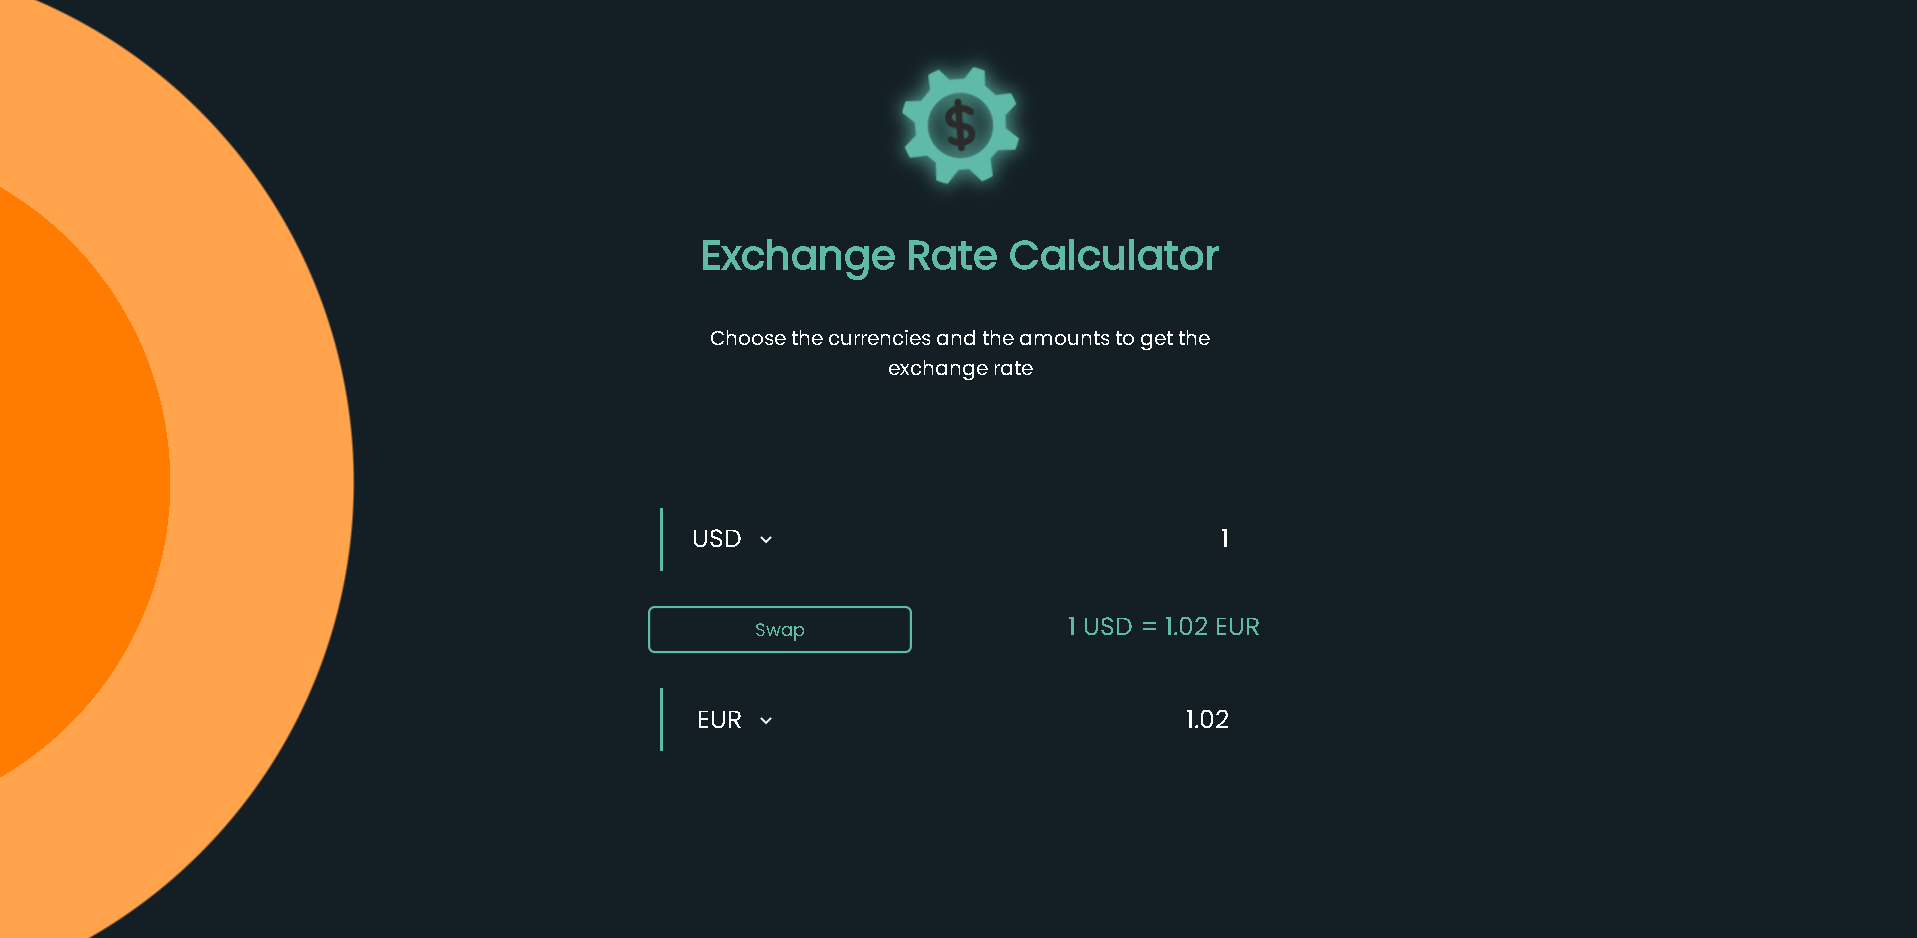 $
Exchange Rate Calculator
Choose the currencies and the amounts to get the
exchange rate
USD 1
Swap 1 USD = 1.02 EUR
EUR 1.02